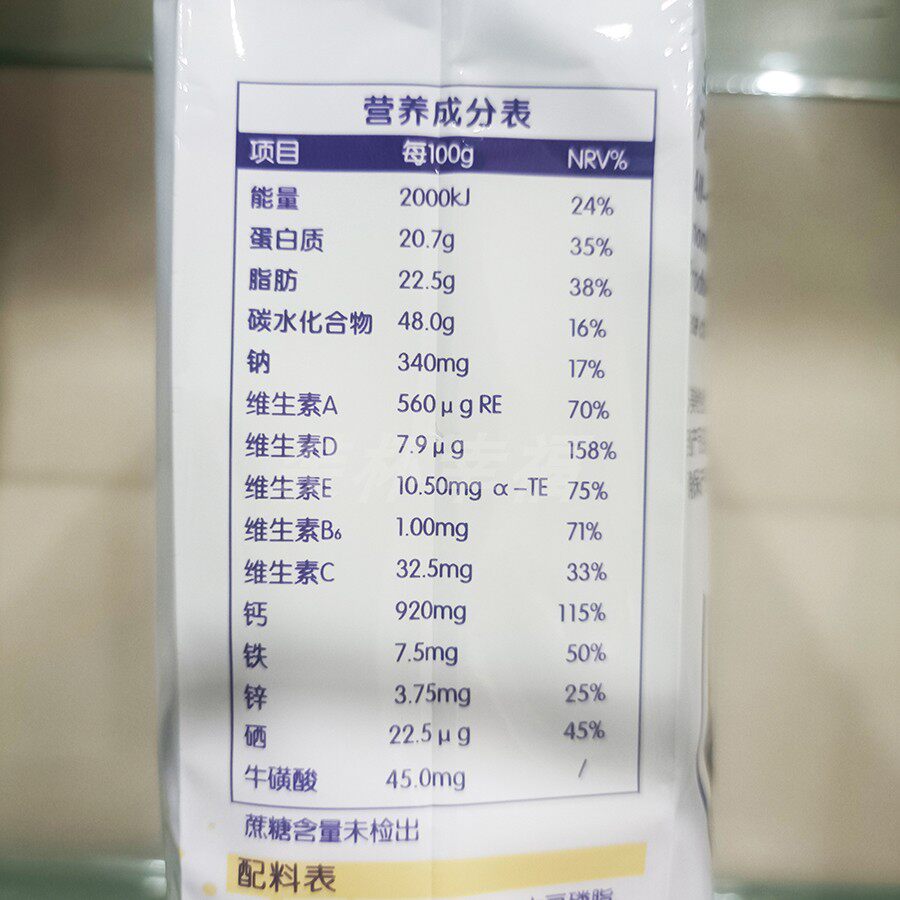 营养成分表
项目 每100g NRV%
能量 2000kJ 24%
蛋白质 20.7g 35%
脂肪 22.5g 38%
碳水化合物 48.0g 16%
钠 340mg 17%
维生素A 560μg RE 70%
维生素D 7.9μg 158%
维生素E 10.50mg α-TE 75%
维生素B₆ 1.00mg 71%
维生素C 32.5mg 33%
钙 920mg 115%
铁 7.5mg 50%
锌 3.75mg 25%
硒 22.5μg 45%
牛磺酸 45.0mg /
蔗糖含量未检出
配料表